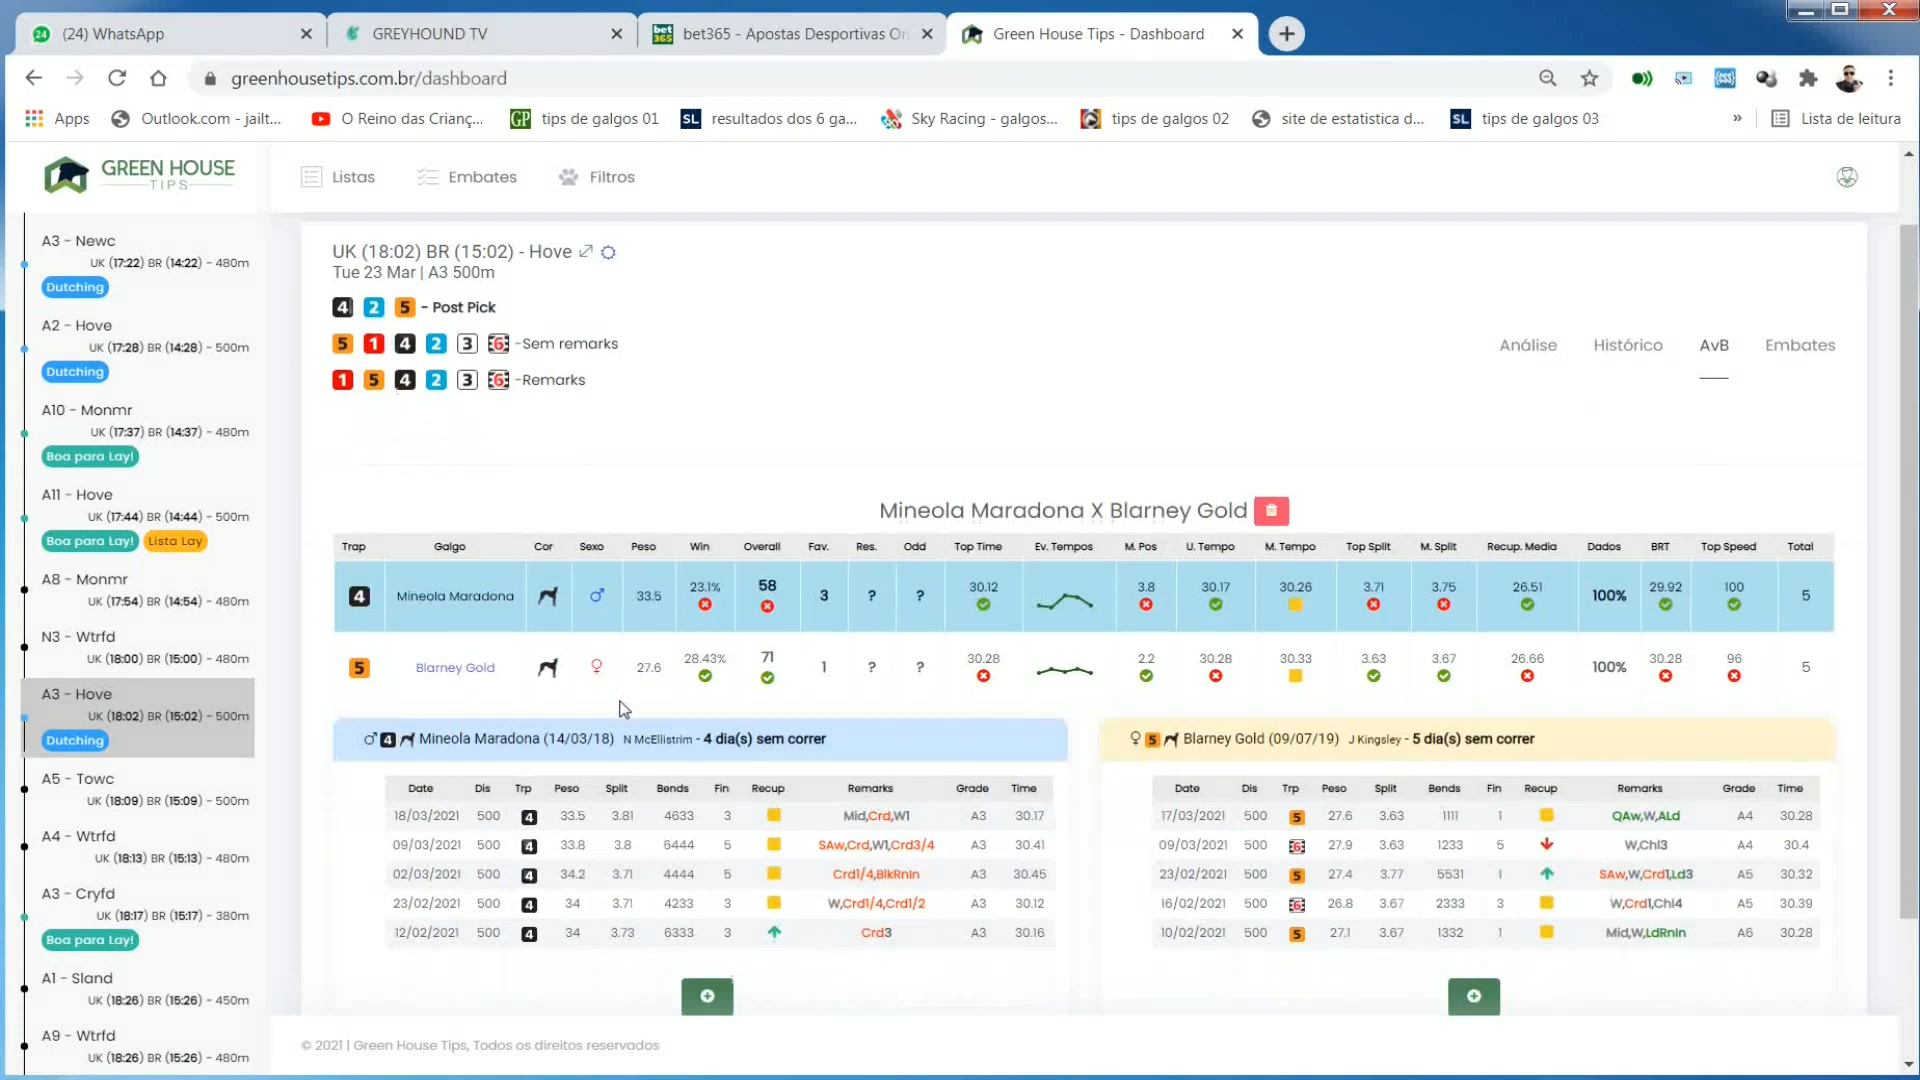 24 (24) WhatsApp
GREYHOUND TV
bet365 bet365 - Apostas Desportivas On
Green House Tips - Dashboard
greenhousetips.com.br/dashboard
Apps
Outlook.com - jailt...
O Reino das Crianç...
GP tips de galgos 01
SL resultados dos 6 ga...
Sky Racing - galgos...
tips de galgos 02
site de estatistica d...
SL tips de galgos 03
»
Lista de leitura
GREEN HOUSE
TIPS
Listas
Embates
Filtros
A3 - Newc
UK (17:22) BR (14:22) - 480m
Dutching
A2 - Hove
UK (17:28) BR (14:28) - 500m
Dutching
A10 - Monmr
UK (17:37) BR (14:37) - 480m
Boa para Lay!
A11 - Hove
UK (17:44) BR (14:44) - 500m
Boa para Lay! Lista Lay
A8 - Monmr
UK (17:54) BR (14:54) - 480m
N3 - Wtrfd
UK (18:00) BR (15:00) - 480m
A3 - Hove
UK (18:02) BR (15:02) - 500m
Dutching
A5 - Towc
UK (18:09) BR (15:09) - 500m
A4 - Wtrfd
UK (18:13) BR (15:13) - 480m
A3 - Cryfd
UK (18:17) BR (15:17) - 380m
Boa para Lay!
A1 - Sland
UK (18:26) BR (15:26) - 450m
A9 - Wtrfd
UK (18:26) BR (15:26) - 480m
UK (18:02) BR (15:02) - Hove
Tue 23 Mar | A3 500m
4 2 5 - Post Pick
5 1 4 2 3 6 -Sem remarks
1 5 4 2 3 6 -Remarks
Análise Histórico AvB Embates
Mineola Maradona X Blarney Gold
Trap Galgo Cor Sexo Peso Win Overall Fav. Res. Odd Top Time Ev. Tempos M. Pos U. Tempo M. Tempo Top Split M. Split Recup. Media Dados BRT Top Speed Total
4 Mineola Maradona ♂ 33.5 23.1% 58 3 ? ? 30.12 3.8 30.17 30.26 3.71 3.75 26.51 100% 29.92 100 5
5 Blarney Gold ♀ 27.6 28.43% 71 1 ? ? 30.28 2.2 30.28 30.33 3.63 3.67 26.66 100% 30.28 96 5
♂ 4 Mineola Maradona (14/03/18) N McEllistrim - 4 dia(s) sem correr
Date Dis Trp Peso Split Bends Fin Recup Remarks Grade Time
18/03/2021 500 4 33.5 3.81 4633 3 Mid,Crd,W1 A3 30.17
09/03/2021 500 4 33.8 3.8 6444 5 SAw,Crd,W1,Crd3/4 A3 30.41
02/03/2021 500 4 34.2 3.71 4444 5 Crd1/4,BlkRnIn A3 30.45
23/02/2021 500 4 34 3.71 4233 3 W,Crd1/4,Crd1/2 A3 30.12
12/02/2021 500 4 34 3.73 6333 3 Crd3 A3 30.16
♀ 5 Blarney Gold (09/07/19) J Kingsley - 5 dia(s) sem correr
Date Dis Trp Peso Split Bends Fin Recup Remarks Grade Time
17/03/2021 500 5 27.6 3.63 1111 1 QAw,W,ALd A4 30.28
09/03/2021 500 6 27.9 3.63 1233 5 W,Chl3 A4 30.4
23/02/2021 500 5 27.4 3.77 5531 1 SAw,W,Crd1,Ld3 A5 30.32
16/02/2021 500 6 26.8 3.67 2333 3 W,Crd1,Chl4 A5 30.39
10/02/2021 500 5 27.1 3.67 1332 1 Mid,W,LdRnIn A6 30.28
© 2021 | Green House Tips, Todos os direitos reservados